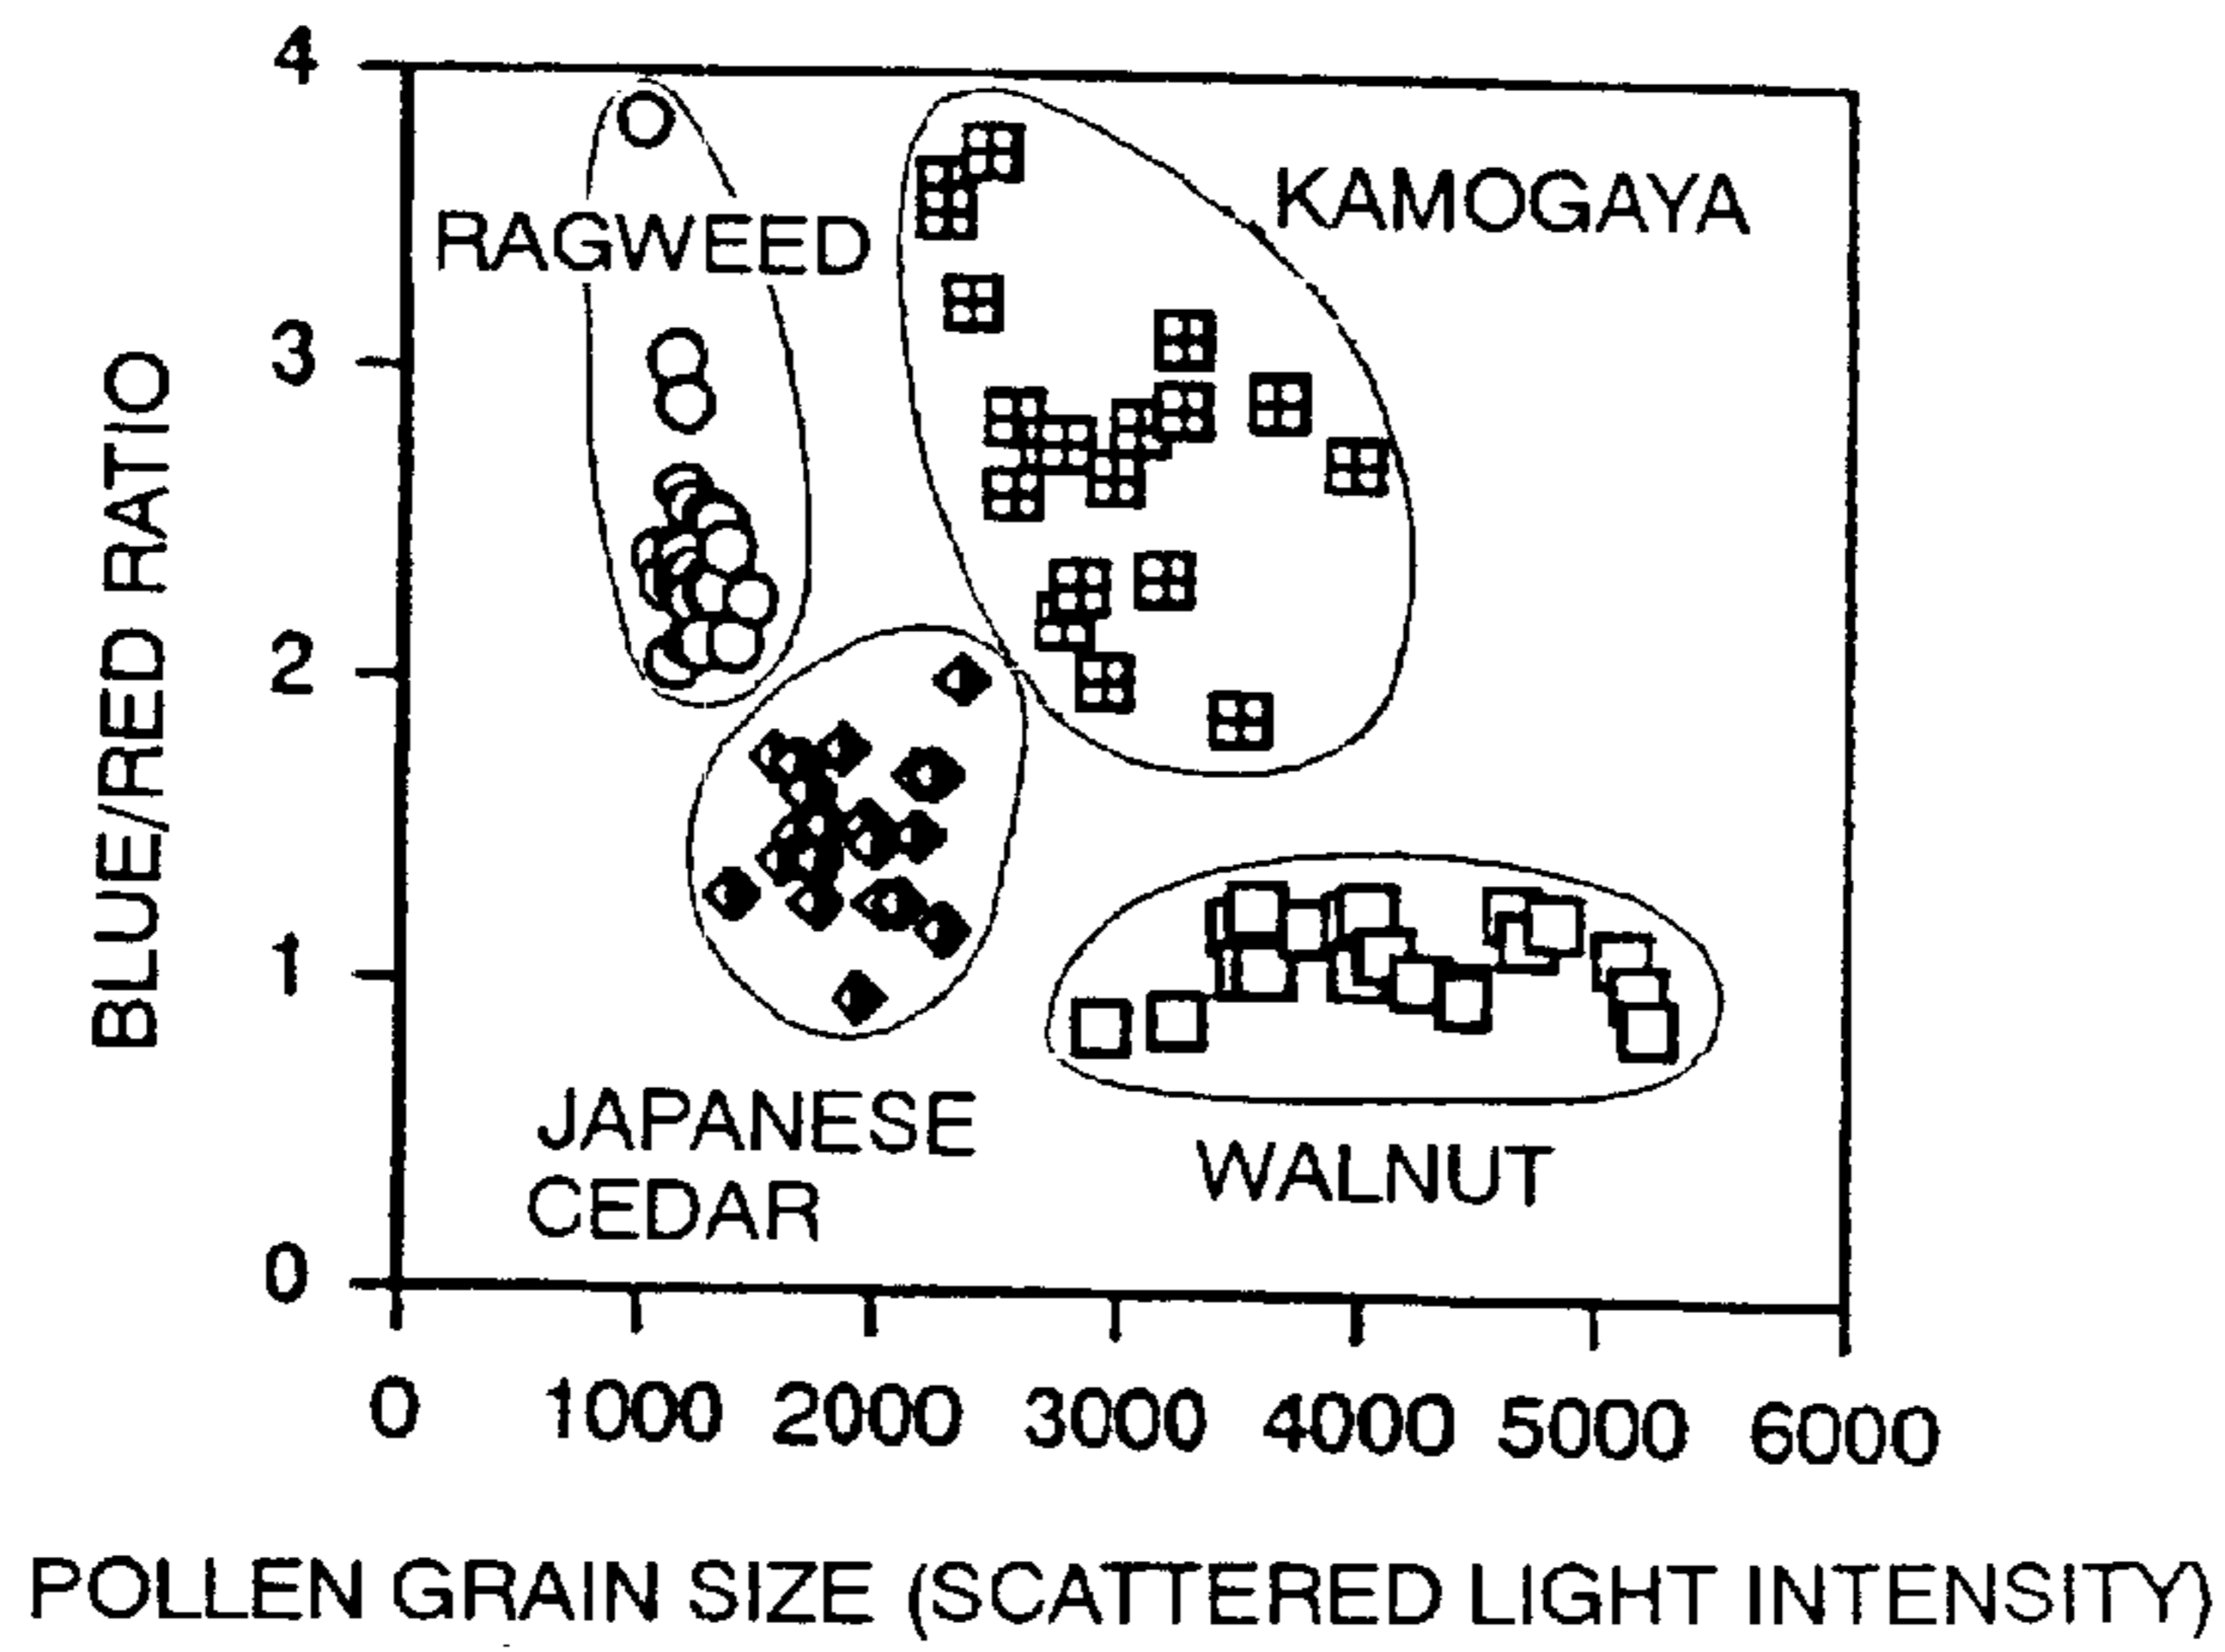 4
3
2
1
0
BLUE/RED RATIO
RAGWEED
KAMOGAYA
JAPANESE
CEDAR
WALNUT
0 1000 2000 3000 4000 5000 6000
POLLEN GRAIN SIZE (SCATTERED LIGHT INTENSITY)